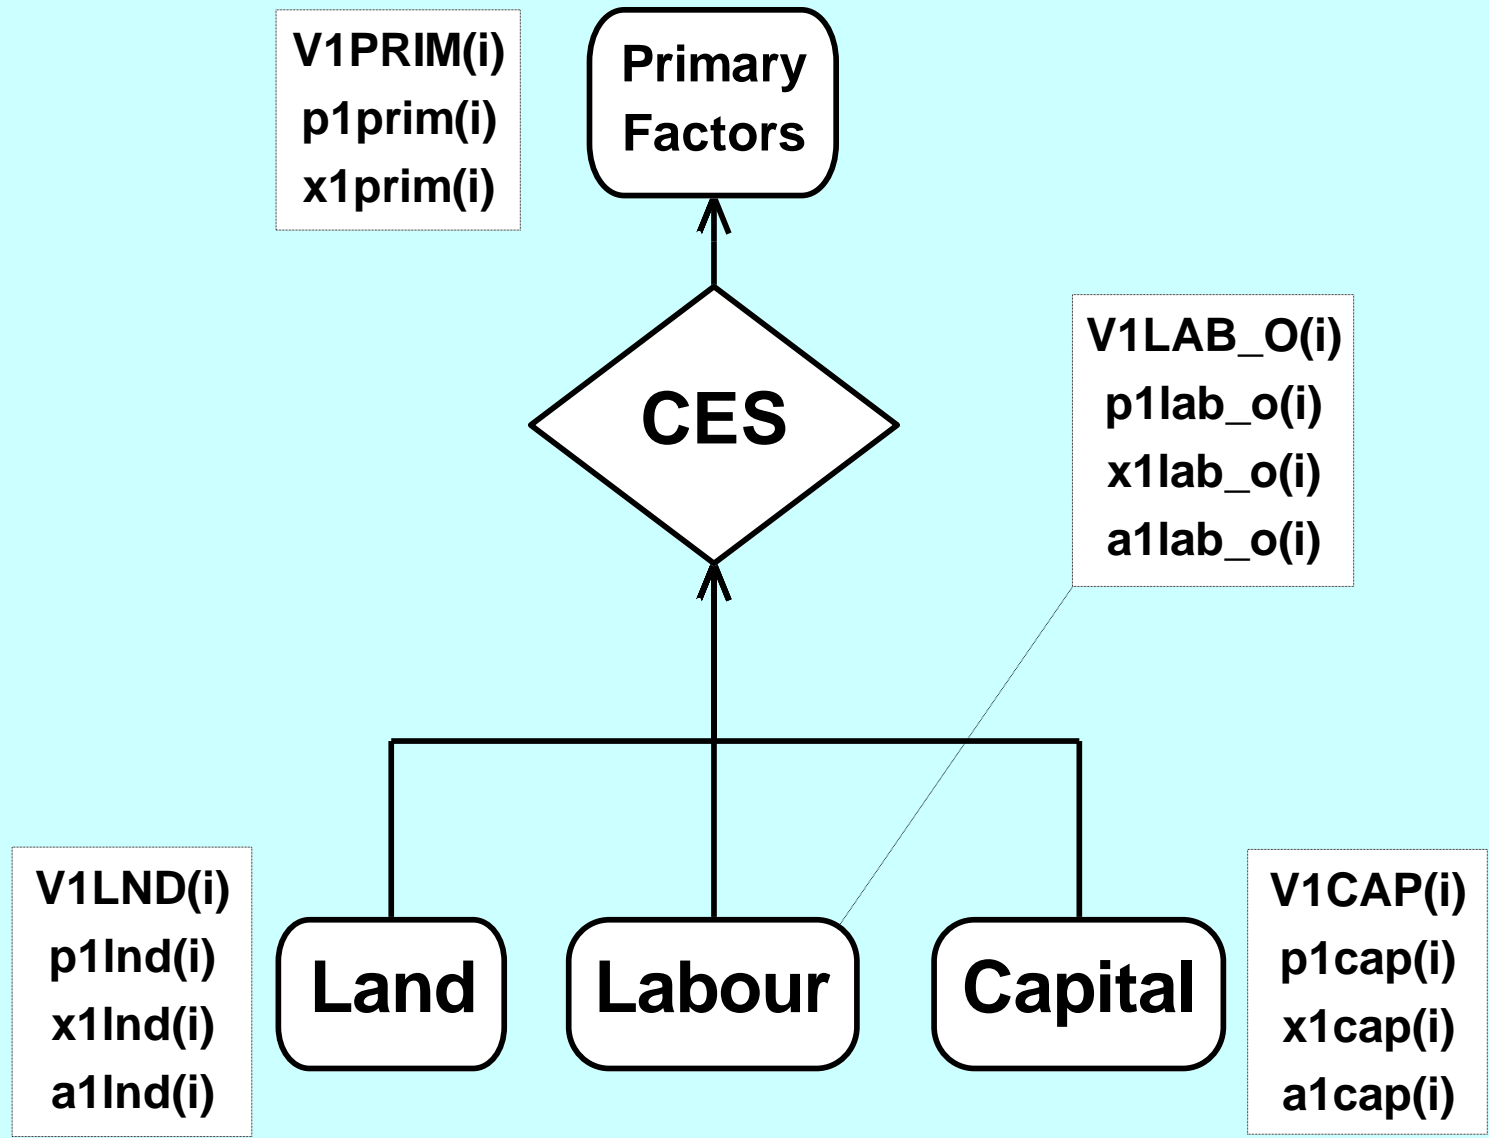 V1PRIM(i)
p1prim(i)
x1prim(i)
Primary
Factors
CES
V1LAB_O(i)
p1lab_o(i)
x1lab_o(i)
a1lab_o(i)
V1LND(i)
p1lnd(i)
x1lnd(i)
a1lnd(i)
Land
Labour
Capital
V1CAP(i)
p1cap(i)
x1cap(i)
a1cap(i)